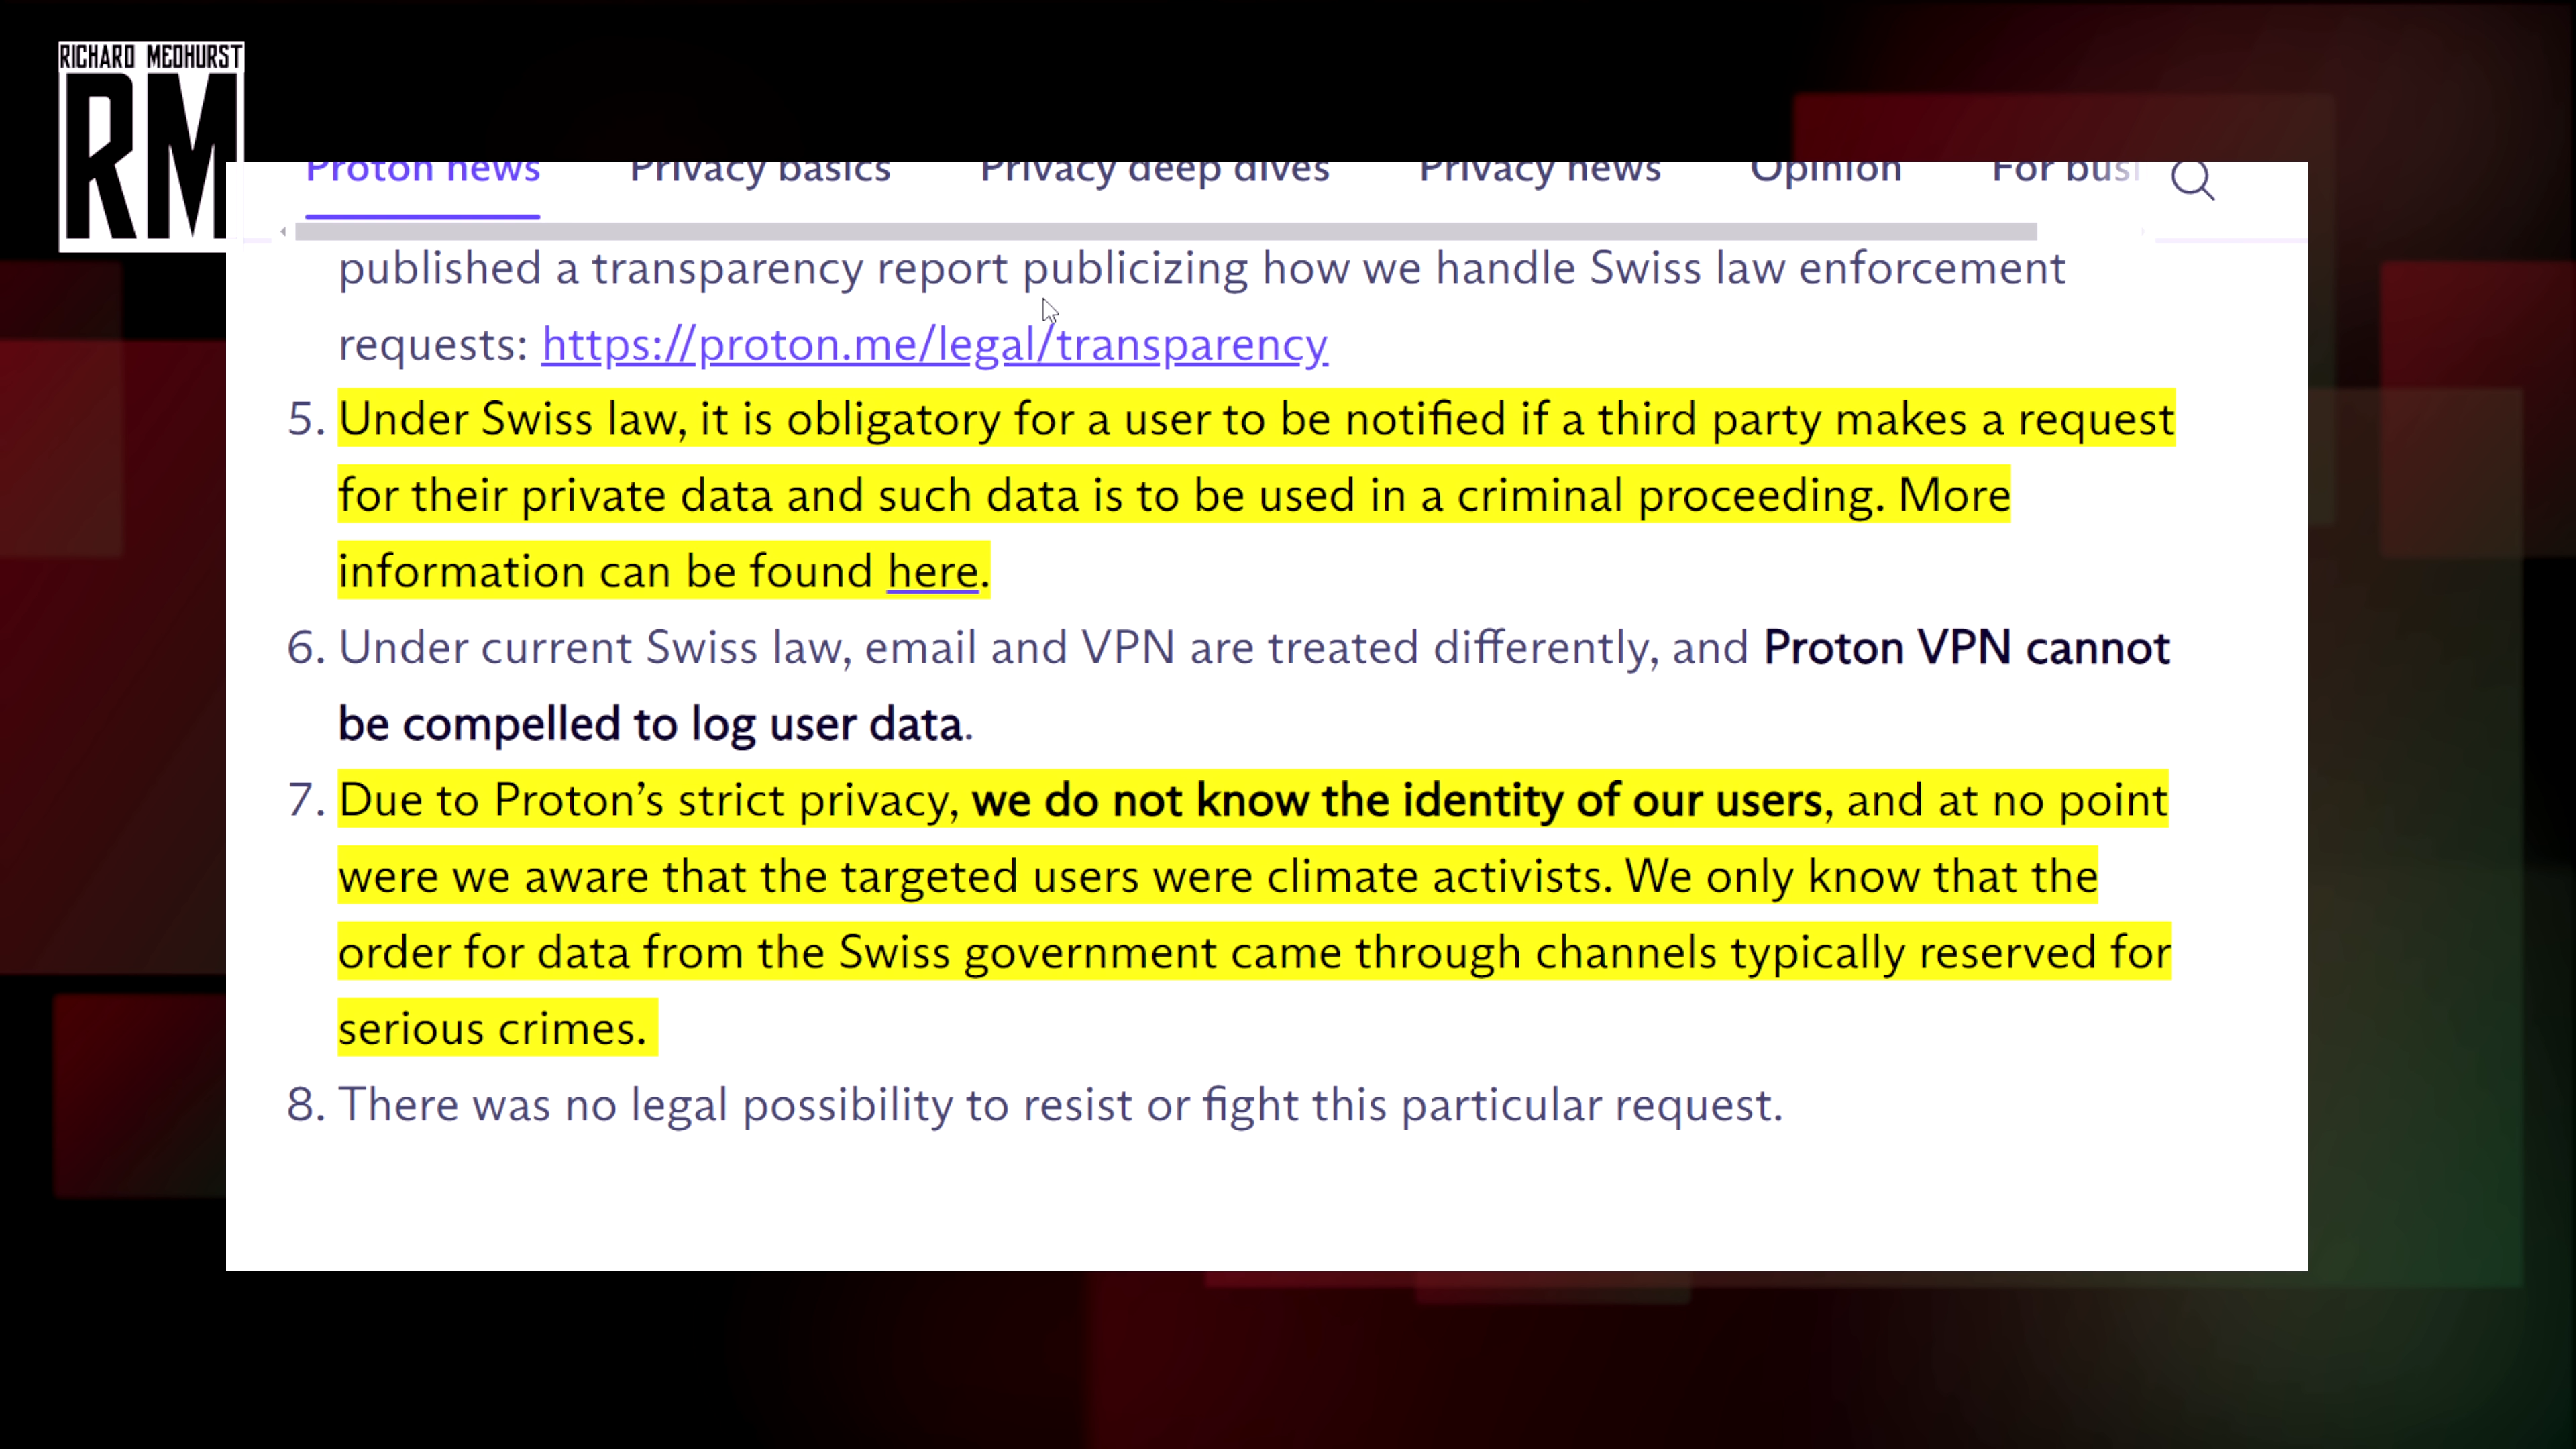 RICHARD MEDHURST
RM
Proton news Privacy basics Privacy deep dives Privacy news Opinion For busi
published a transparency report publicizing how we handle Swiss law enforcement
requests: https://proton.me/legal/transparency
5. Under Swiss law, it is obligatory for a user to be notified if a third party makes a request
for their private data and such data is to be used in a criminal proceeding. More
information can be found here.
6. Under current Swiss law, email and VPN are treated differently, and Proton VPN cannot
be compelled to log user data.
7. Due to Proton’s strict privacy, we do not know the identity of our users, and at no point
were we aware that the targeted users were climate activists. We only know that the
order for data from the Swiss government came through channels typically reserved for
serious crimes.
8. There was no legal possibility to resist or fight this particular request.